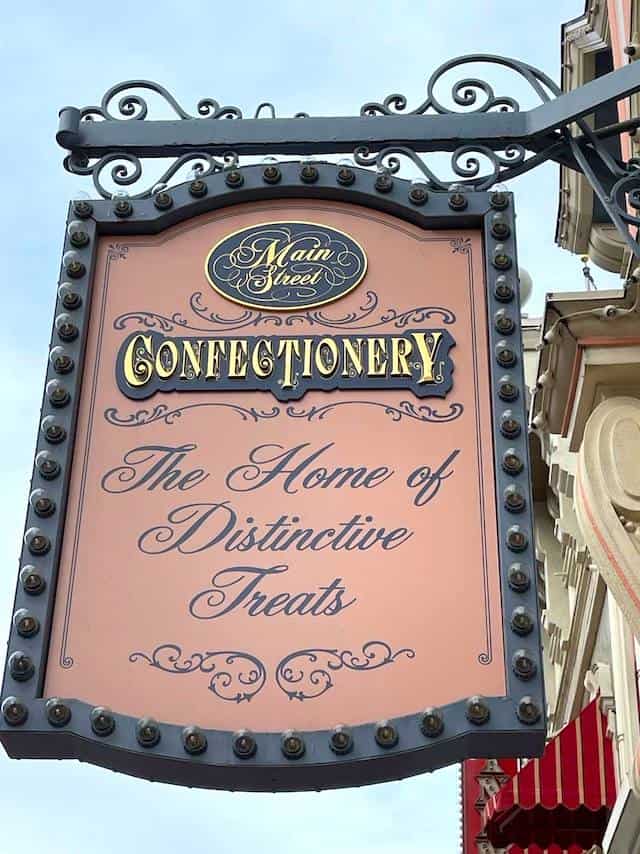 Main
Street
CONFECTIONERY
The Home of
Distinctive
Treats